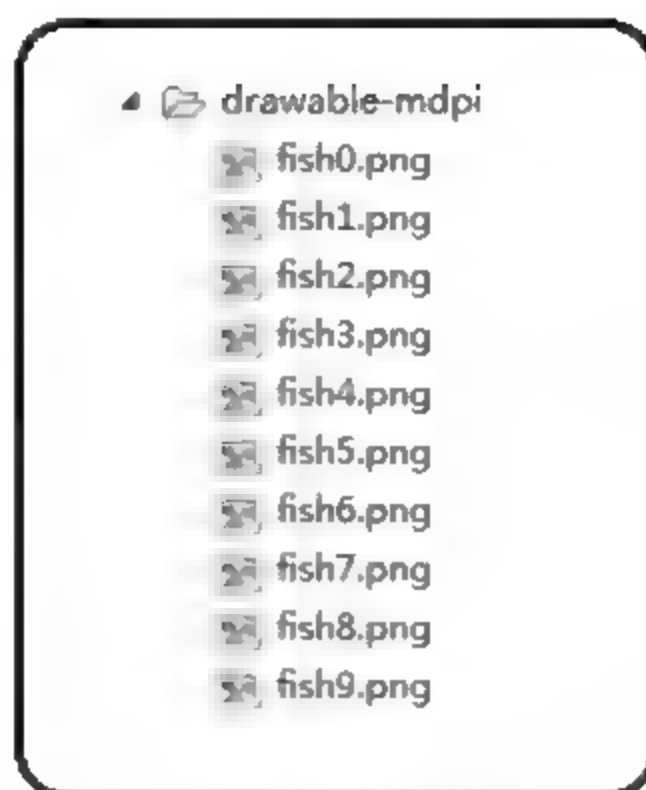 drawable-mdpi
fish0.png
fish1.png
fish2.png
fish3.png
fish4.png
fish5.png
fish6.png
fish7.png
fish8.png
fish9.png